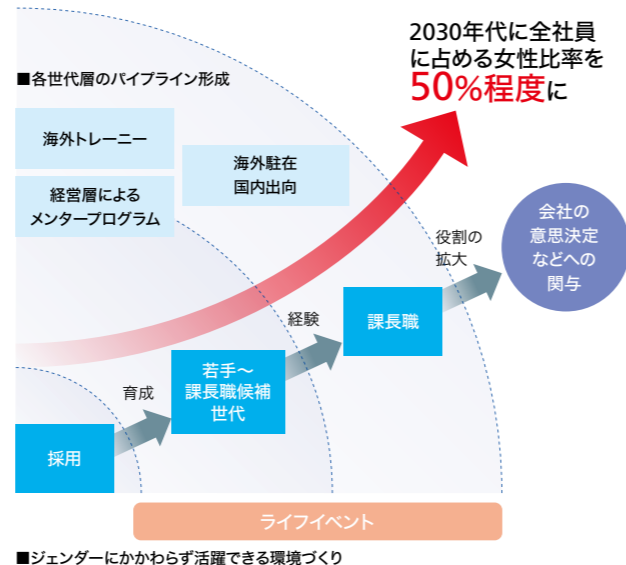 2030年代に全社員
に占める女性比率を
50%程度に
■各世代層のパイプライン形成
海外トレーニー
経営層による
メンタープログラム
海外駐在
国内出向
会社の
意思決定
などへの
関与
役割の
拡大
課長職
経験
若手〜
課長職候補
世代
育成
採用
ライフイベント
■ジェンダーにかかわらず活躍できる環境づくり